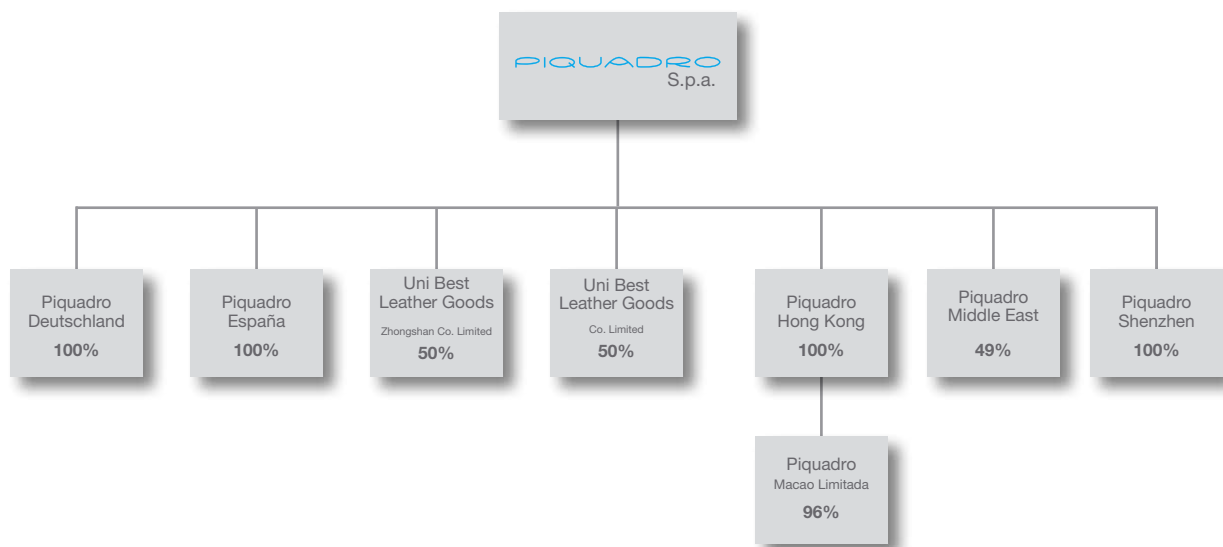 PIQUADRO
S.p.a.
Piquadro
Deutschland
100%
Piquadro
España
100%
Uni Best
Leather Goods
Zhongshan Co. Limited
50%
Uni Best
Leather Goods
Co. Limited
50%
Piquadro
Hong Kong
100%
Piquadro
Middle East
49%
Piquadro
Shenzhen
100%
Piquadro
Macao Limitada
96%